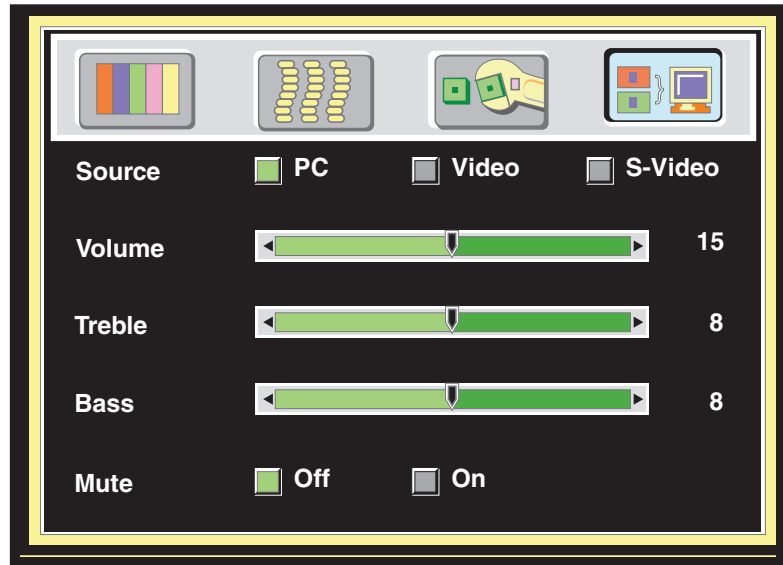 Source PC Video S-Video
Volume 15
Treble 8
Bass 8
Mute Off On